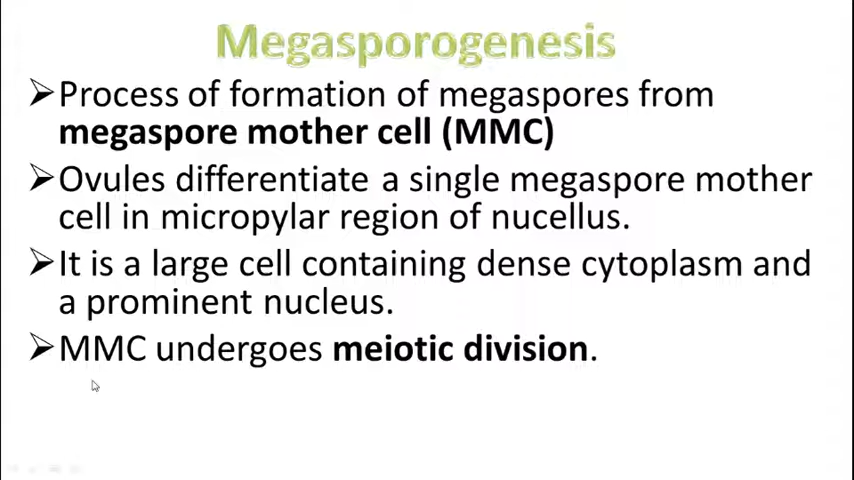 Megasporogenesis
➢Process of formation of megaspores from
megaspore mother cell (MMC)
➢Ovules differentiate a single megaspore mother
cell in micropylar region of nucellus.
➢It is a large cell containing dense cytoplasm and
a prominent nucleus.
➢MMC undergoes meiotic division.